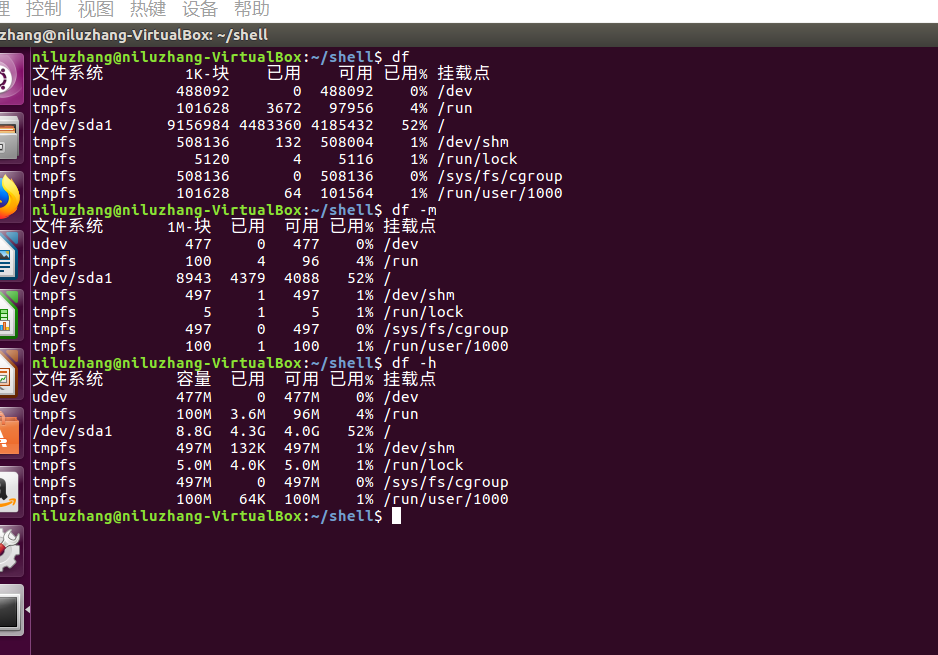 理 控制 视图 热键 设备 帮助
zhang@niluzhang-VirtualBox: ~/shell
niluzhang@niluzhang-VirtualBox:~/shell$ df
文件系统 1K-块 已用 可用 已用% 挂载点
udev 488092 0 488092 0% /dev
tmpfs 101628 3672 97956 4% /run
/dev/sda1 9156984 4483360 4185432 52% /
tmpfs 508136 132 508004 1% /dev/shm
tmpfs 5120 4 5116 1% /run/lock
tmpfs 508136 0 508136 0% /sys/fs/cgroup
tmpfs 101628 64 101564 1% /run/user/1000
niluzhang@niluzhang-VirtualBox:~/shell$ df -m
文件系统 1M-块 已用 可用 已用% 挂载点
udev 477 0 477 0% /dev
tmpfs 100 4 96 4% /run
/dev/sda1 8943 4379 4088 52% /
tmpfs 497 1 497 1% /dev/shm
tmpfs 5 1 5 1% /run/lock
tmpfs 497 0 497 0% /sys/fs/cgroup
tmpfs 100 1 100 1% /run/user/1000
niluzhang@niluzhang-VirtualBox:~/shell$ df -h
文件系统 容量 已用 可用 已用% 挂载点
udev 477M 0 477M 0% /dev
tmpfs 100M 3.6M 96M 4% /run
/dev/sda1 8.8G 4.3G 4.0G 52% /
tmpfs 497M 132K 497M 1% /dev/shm
tmpfs 5.0M 4.0K 5.0M 1% /run/lock
tmpfs 497M 0 497M 0% /sys/fs/cgroup
tmpfs 100M 64K 100M 1% /run/user/1000
niluzhang@niluzhang-VirtualBox:~/shell$